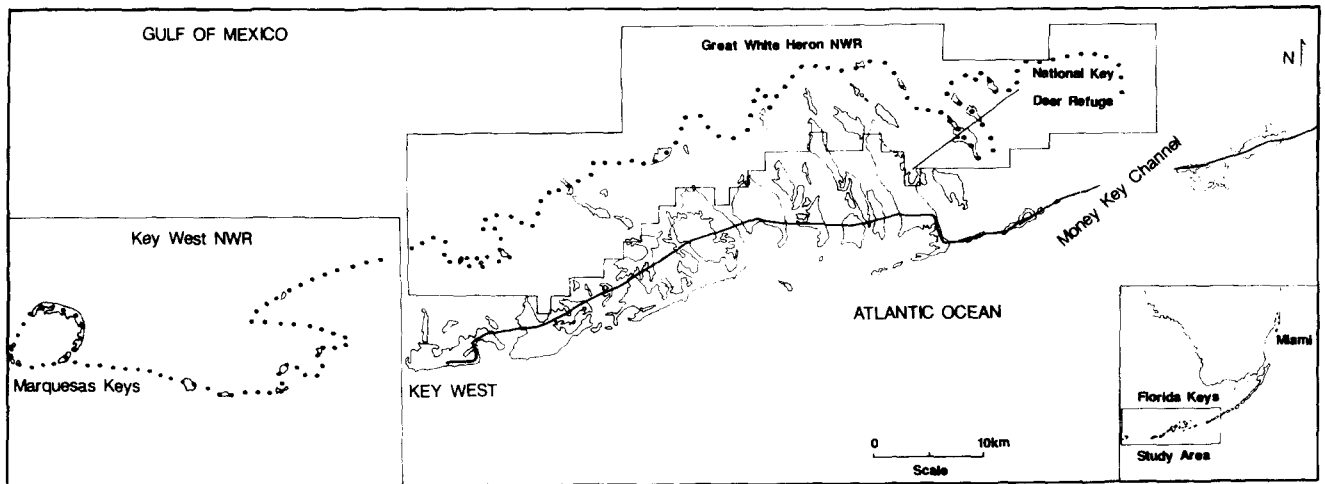 GULF OF MEXICO
Great White Heron NWR
N
National Key
Deer Refuge
Money Key Channel
Key West NWR
ATLANTIC OCEAN
Marquesas Keys
KEY WEST
0 10km
Scale
Miami
Florida Keys
Study Area